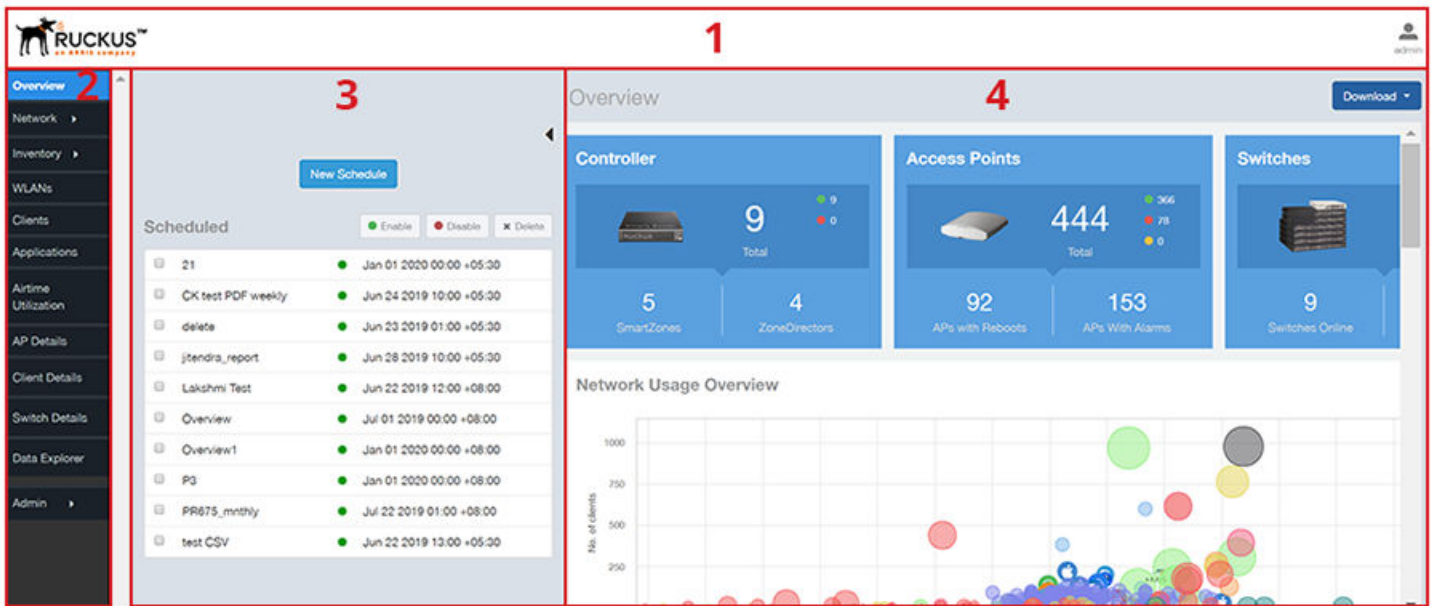 RUCKUS™
an ARRIS company
1
admin
2
Overview
Network
Inventory
WLANs
Clients
Applications
Airtime
Utilization
AP Details
Client Details
Switch Details
Data Explorer
Admin
3
New Schedule
Scheduled
Enable Disable ✖ Delete
21 Jan 01 2020 00:00 +05:30
CK test PDF weekly Jun 24 2019 10:00 +05:30
delete Jun 23 2019 01:00 +05:30
jitendra_report Jun 28 2019 10:00 +05:30
Lakshmi Test Jun 22 2019 12:00 +08:00
Overview Jul 01 2019 00:00 +08:00
Overview1 Jan 01 2020 00:00 +08:00
P3 Jan 01 2020 00:00 +08:00
PR675_mnthly Jul 22 2019 01:00 +08:00
test CSV Jun 22 2019 13:00 +05:30
4
Overview
Download
Controller
9
Total
9
0
5
SmartZones
4
ZoneDirectors
Access Points
444
Total
366
78
0
92
APs with Reboots
153
APs With Alarms
Switches
9
Switches Online
Network Usage Overview
No. of clients
1000
750
500
250
RUCKUS